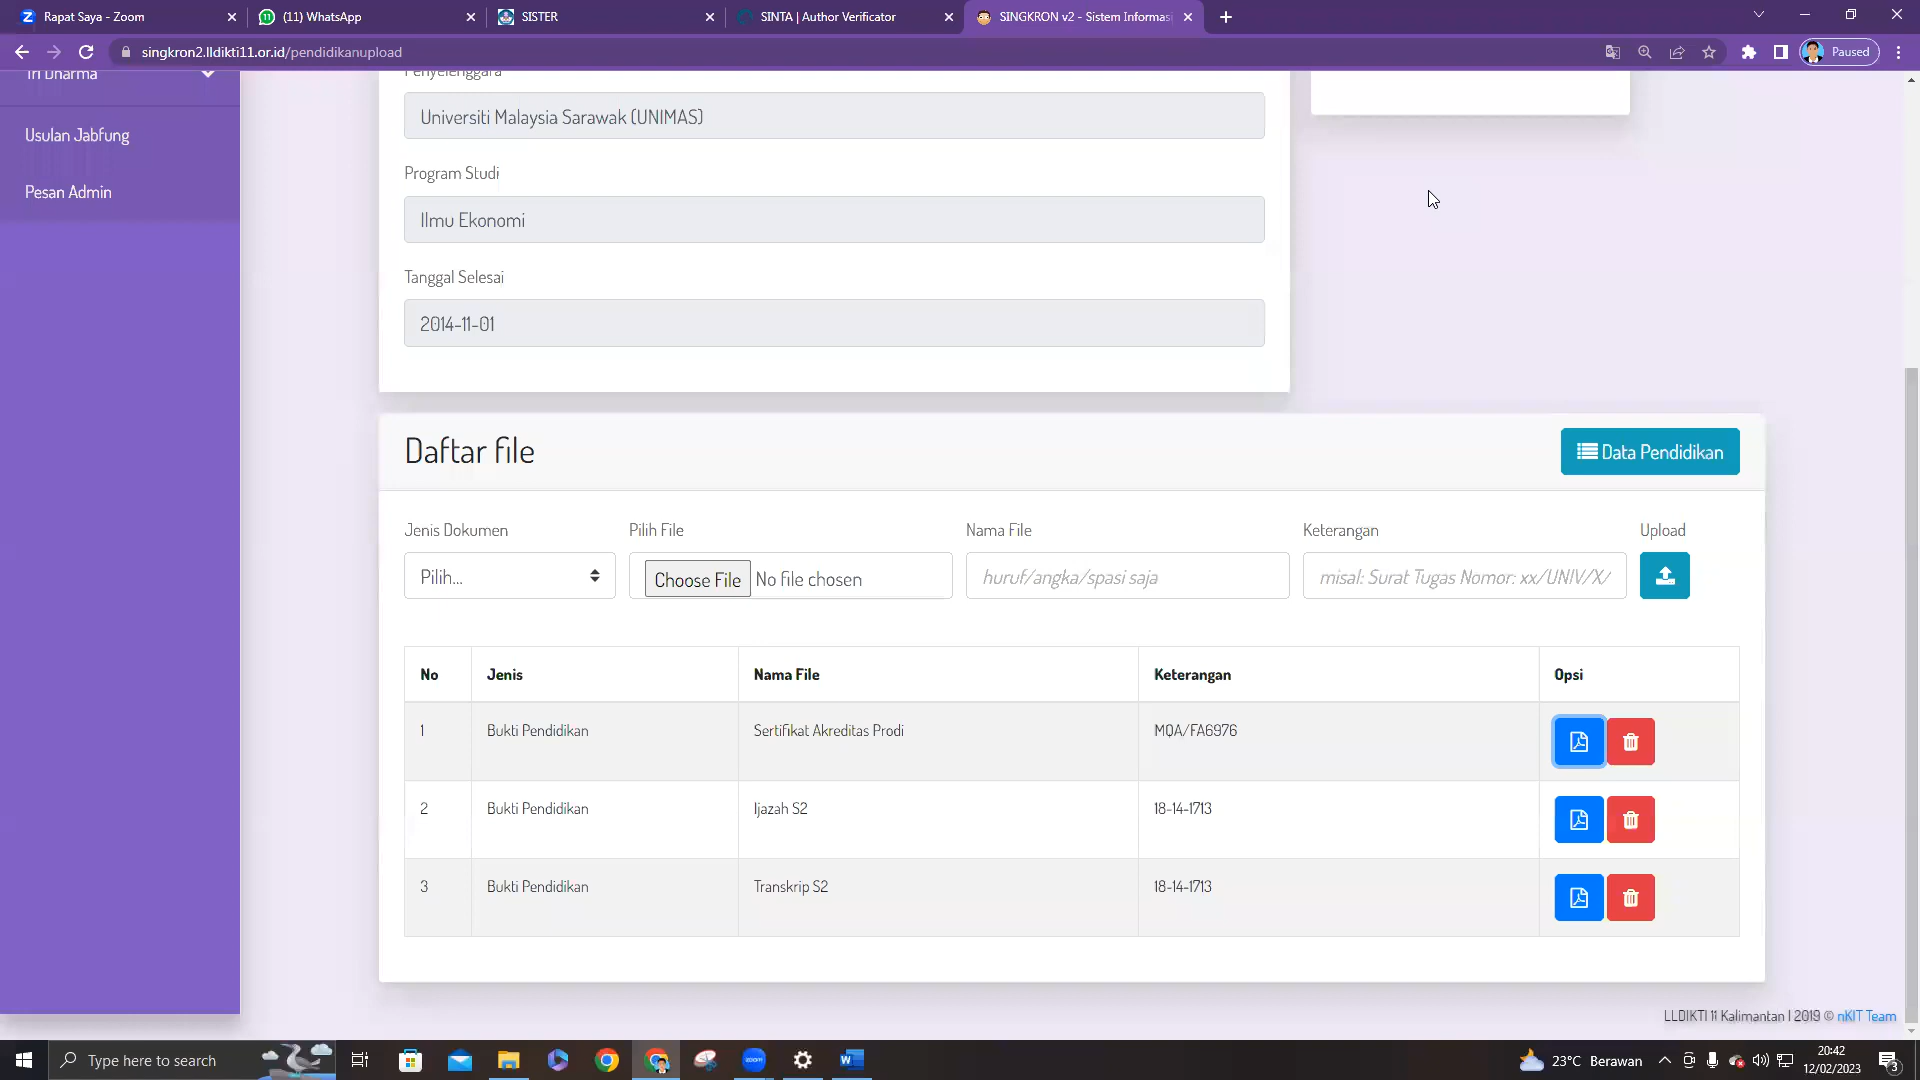 Rapat Saya - Zoom
(11) WhatsApp
SISTER
SINTA | Author Verificator
SINGKRON v2 - Sistem Informasi
singkron2.lldikti11.or.id/pendidikanupload
Paused
Tri Dharma
Usulan Jabfung
Pesan Admin
Penyelenggara
Universiti Malaysia Sarawak (UNIMAS)
Program Studi
Ilmu Ekonomi
Tanggal Selesai
2014-11-01
Daftar file
Data Pendidikan
Jenis Dokumen
Pilih File
Nama File
Keterangan
Upload
Pilih...
Choose File No file chosen
huruf/angka/spasi saja
misal: Surat Tugas Nomor: xx/UNIV/X/
No Jenis Nama File Keterangan Opsi
1 Bukti Pendidikan Sertifikat Akreditas Prodi MQA/FA6976
2 Bukti Pendidikan Ijazah S2 18-14-1713
3 Bukti Pendidikan Transkrip S2 18-14-1713
LLDIKTI 11 Kalimantan | 2019 © nKIT Team
Type here to search
zoom
23°C Berawan
20:42
12/02/2023
3